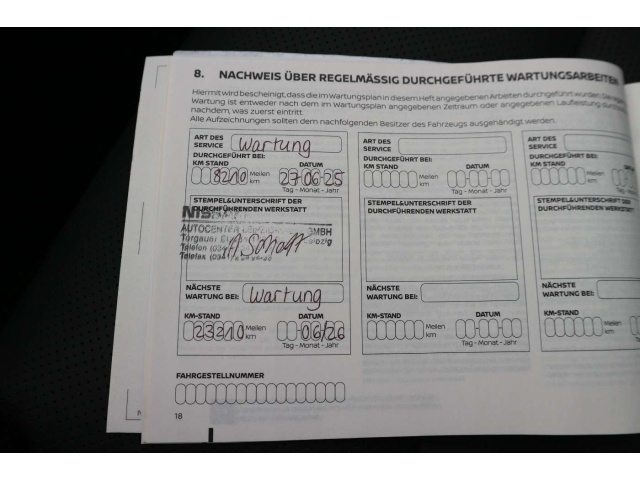 8. NACHWEIS ÜBER REGELMÄSSIG DURCHGEFÜHRTE WARTUNGSARBEITEN
Hiermit wird bescheinigt, dass die im Wartungsplan in diesem Heft angegebenen Arbeiten durchgeführt wurden. Die
Wartung ist entweder nach dem im Wartungsplan angegebenen Zeitraum oder angegebenen Laufleistung
nachdem, was zuerst eintritt.
Alle Aufzeichnungen sollten dem nachfolgenden Besitzer des Fahrzeugs ausgehändigt werden.
ART DES
SERVICE Wartung
DURCHGEFÜHRT BEI:
KM STAND DATUM
8210 Meilen km 27 06 25
Tag - Monat - Jahr
STEMPEL&UNTERSCHRIFT DER
DURCHFÜHRENDEN WERKSTATT
AUTOCENTER GMBH
Torgauer
Telefon
Telefax
NÄCHSTE
WARTUNG BEI: Wartung
KM-STAND DATUM
23210 Meilen km 06/26
Tag - Monat - Jahr
ART DES
SERVICE
DURCHGEFÜHRT BEI:
KM STAND DATUM
Meilen km
Tag - Monat - Jahr
STEMPEL&UNTERSCHRIFT DER
DURCHFÜHRENDEN WERKSTATT
NÄCHSTE
WARTUNG BEI:
KM-STAND DATUM
Meilen km
Tag - Monat - Jahr
ART DES
SERVICE
DURCHGEFÜHRT BEI:
KM STAND
STEMPEL&UNTERSCHRIFT DER
DURCHFÜHRENDEN WERKSTATT
NÄCHSTE
WARTUNG BEI:
KM-STAND
FAHRGESTELLNUMMER
18